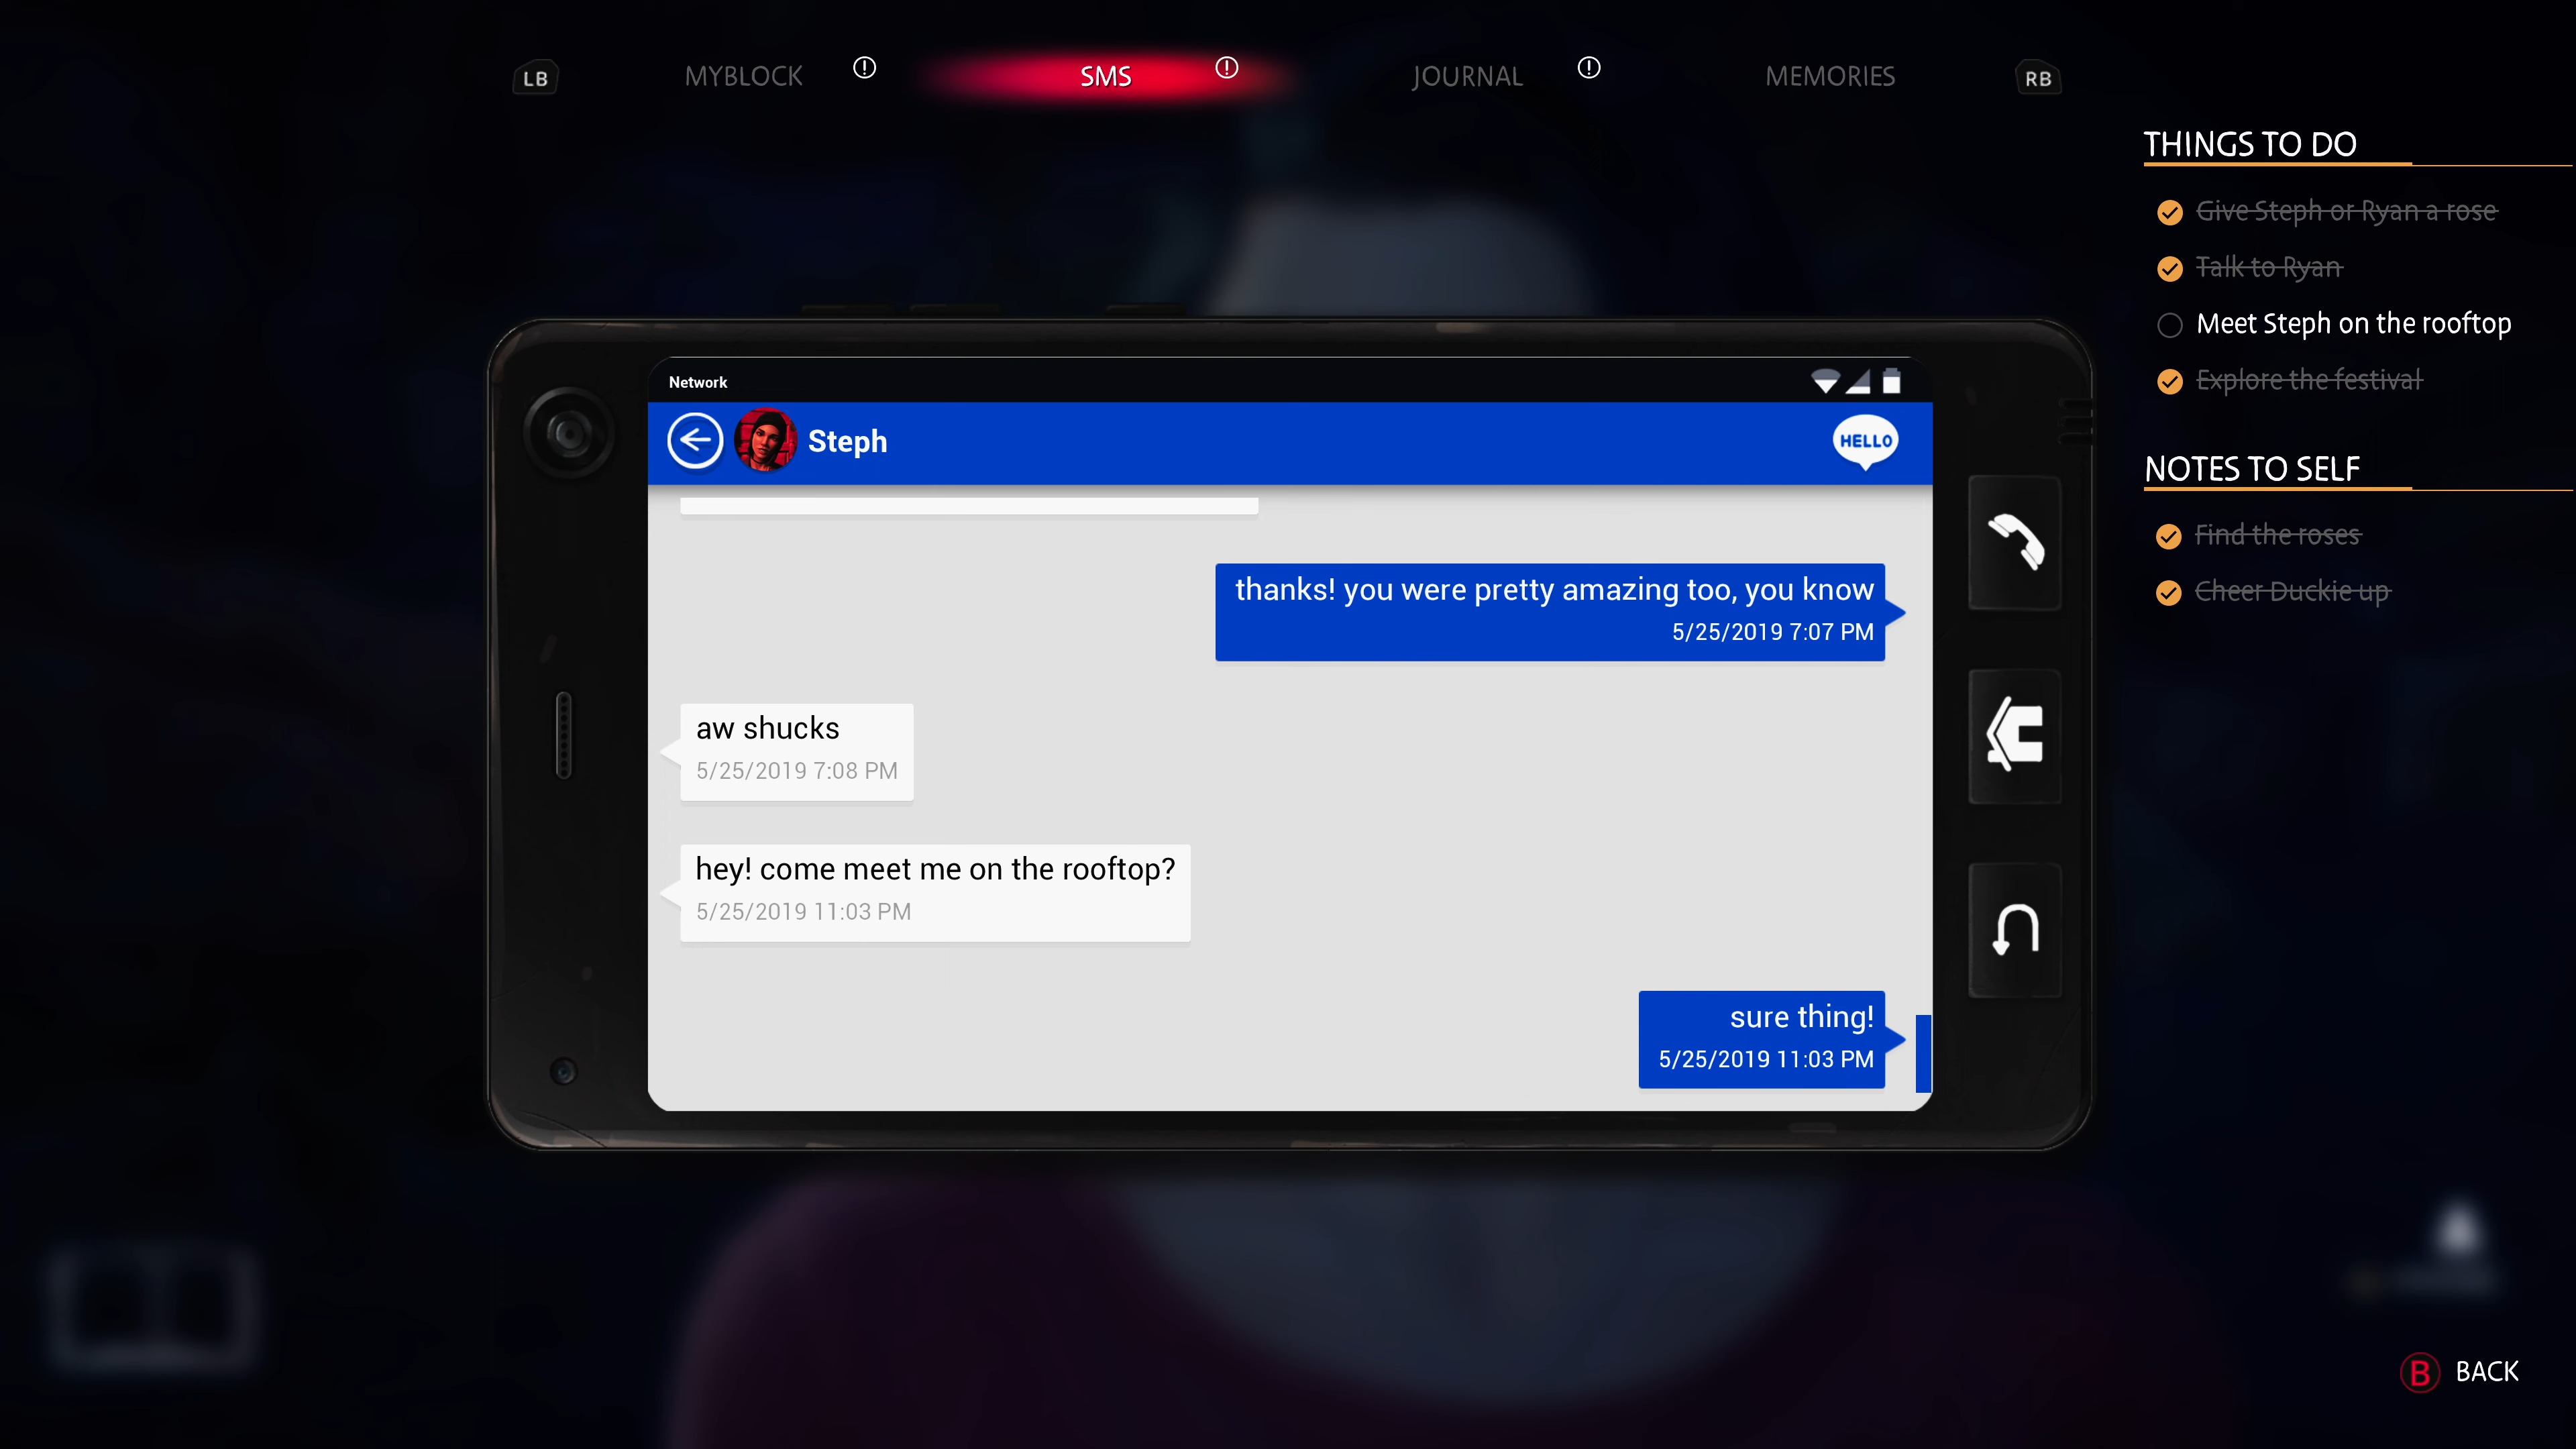 LB
MYBLOCK
SMS
JOURNAL
MEMORIES
RB
THINGS TO DO
Give Steph or Ryan a rose
Talk to Ryan
Meet Steph on the rooftop
Explore the festival
NOTES TO SELF
Find the roses
Cheer Duckie up
Network
Steph
HELLO
thanks! you were pretty amazing too, you know
5/25/2019 7:07 PM
aw shucks
5/25/2019 7:08 PM
hey! come meet me on the rooftop?
5/25/2019 11:03 PM
sure thing!
5/25/2019 11:03 PM
B BACK